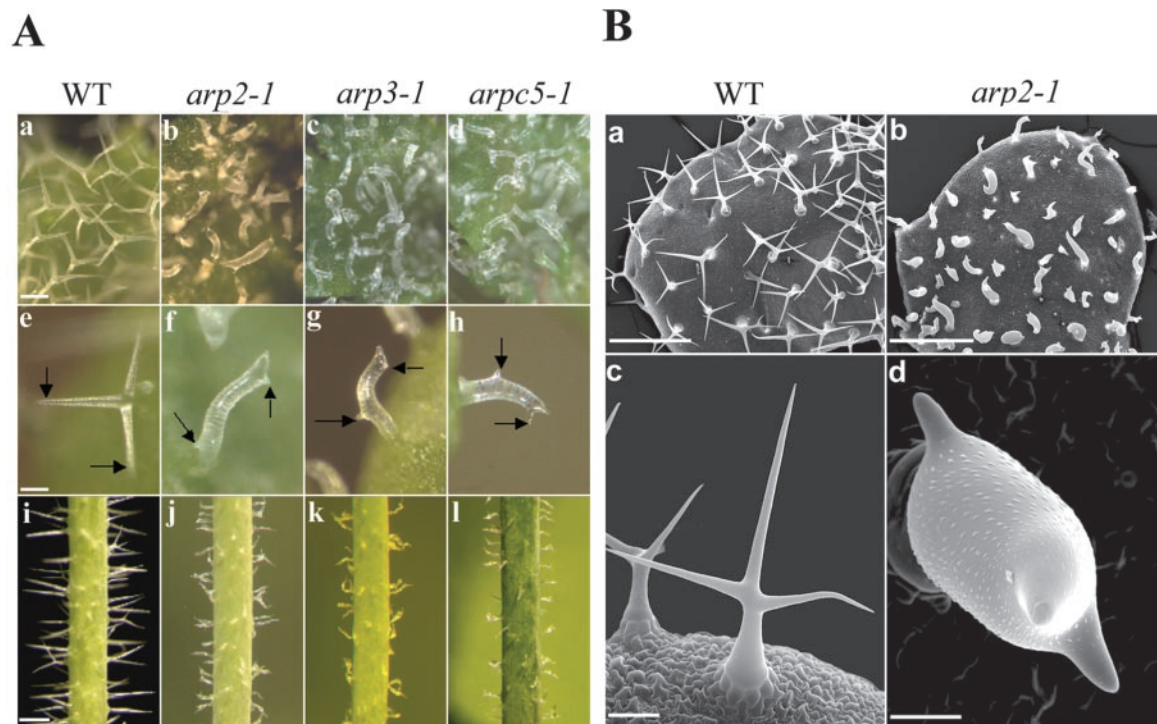 A
B
WT arp2-1 arp3-1 arpc5-1
WT arp2-1
a b c d
a b
e f g h
c d
i j k l